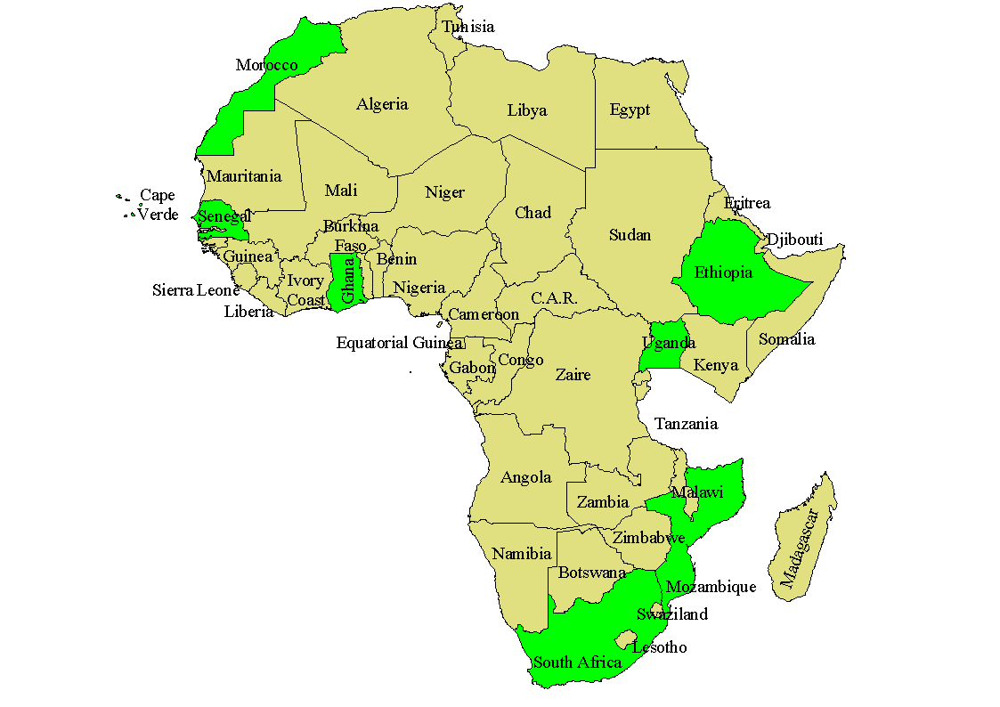 Tunisia
Morocco
Algeria
Libya
Egypt
Mauritania
Mali
Niger
Chad
Sudan
Eritrea
Djibouti
Cape
Verde
Senegal
Burkina
Faso
Guinea
Benin
Ghana
Ivory
Coast
Nigeria
Ethiopia
Sierra Leone
Liberia
C.A.R.
Cameroon
Equatorial Guinea
Uganda
Somalia
Gabon
Congo
Zaire
Kenya
Tanzania
Angola
Zambia
Malawi
Zimbabwe
Namibia
Botswana
Madagascar
Mozambique
Swaziland
Lesotho
South Africa